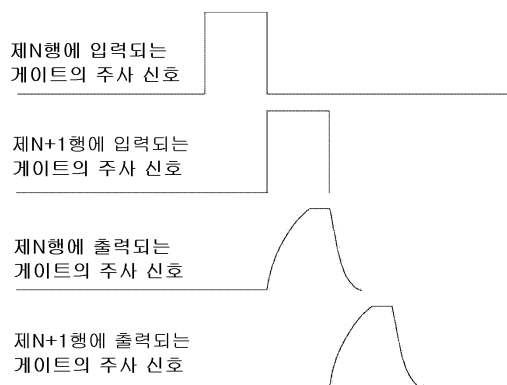 제N행에 입력되는
게이트의 주사 신호
제N+1행에 입력되는
게이트의 주사 신호
제N행에 출력되는
게이트의 주사 신호
제N+1행에 출력되는
게이트의 주사 신호